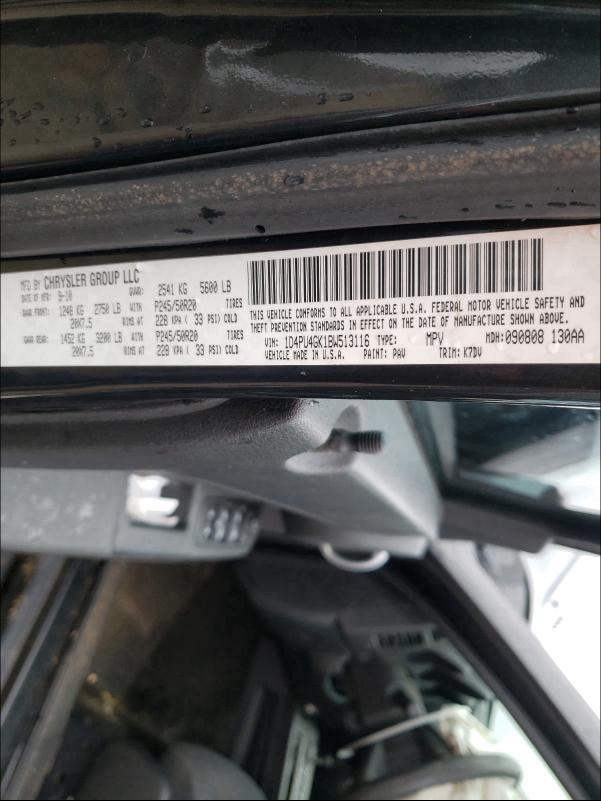 MFD BY CHRYSLER GROUP LLC
DATE OF MFR 9-10 GVWR: 2541 KG 5600 LB
GAWR FRONT: 1248 KG 2750 LB WITH P245/50R20 TIRES
20X7.5 RIMS AT 228 KPA ( 33 PSI) COLD
GAWR REAR: 1452 KG 3200 LB WITH P245/50R20 TIRES
20X7.5 RIMS AT 228 KPA ( 33 PSI) COLD
THIS VEHICLE CONFORMS TO ALL APPLICABLE U.S.A. FEDERAL MOTOR VEHICLE SAFETY AND
THEFT PREVENTION STANDARDS IN EFFECT ON THE DATE OF MANUFACTURE SHOWN ABOVE.
VIN: 1D4PU4GK1BW513116 TYPE: MPV MDH: 090808 130AA
VEHICLE MADE IN U.S.A. PAINT: PAV TRIM: K7DV